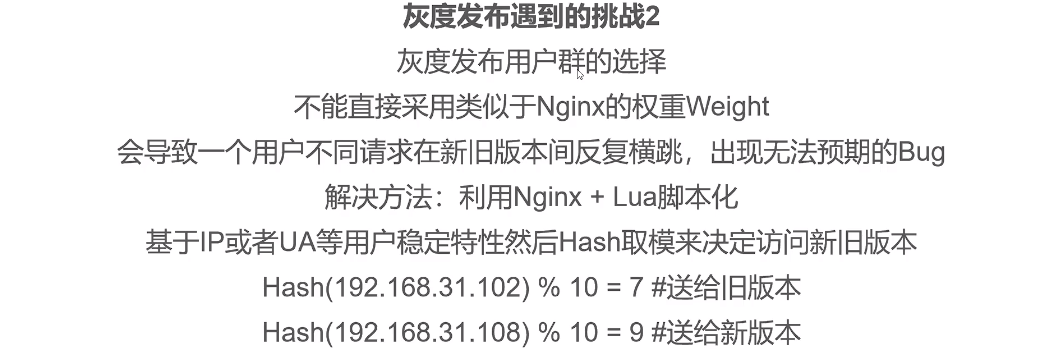 灰度发布遇到的挑战2
灰度发布用户群的选择
不能直接采用类似于Nginx的权重Weight
会导致一个用户不同请求在新旧版本间反复横跳，出现无法预期的Bug
解决方法：利用Nginx + Lua脚本化
基于IP或者UA等用户稳定特性然后Hash取模来决定访问新旧版本
Hash(192.168.31.102) % 10 = 7 #送给旧版本
Hash(192.168.31.108) % 10 = 9 #送给新版本